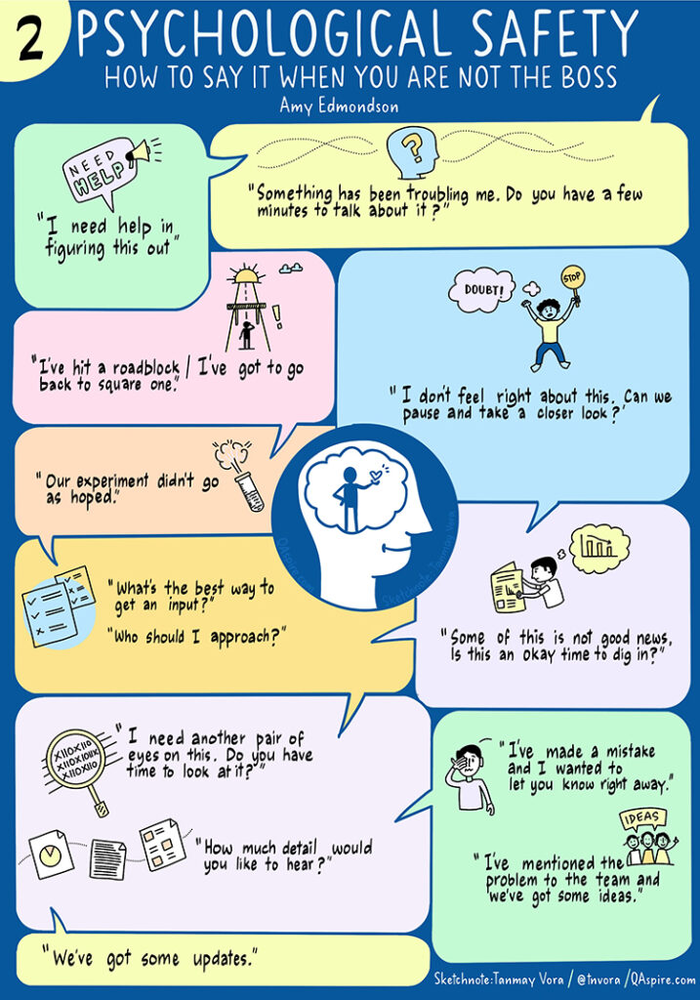 2
PSYCHOLOGICAL SAFETY
HOW TO SAY IT WHEN YOU ARE NOT THE BOSS
Amy Edmondson
NEED
HELP!
"I need help in
figuring this out"
?
"Something has been troubling me. Do you have a few
minutes to talk about it?"
!
"I've hit a roadblock / I've got to go
back to square one."
DOUBT!
STOP
"I don't feel right about this. Can we
pause and take a closer look?'
"Our experiment didn't go
as hoped."
QAspire.com
Sketchnote: Tanmay Vora
"What's the best way to
get an input?"
"Who should I approach?"
"Some of this is not good news,
Is this an okay time to dig in?"
X110X110
X110X1011X
X110X110
"I need another pair of
eyes on this. Do you have
time to look at it?"
"How much detail would
you like to hear?"
"I've made a mistake
and I wanted to
let you know right away."
IDEAS
"I've mentioned the
problem to the team and
we've got some ideas."
"We've got some updates."
Sketchnote:Tanmay Vora / @tnvora /QAspire.com